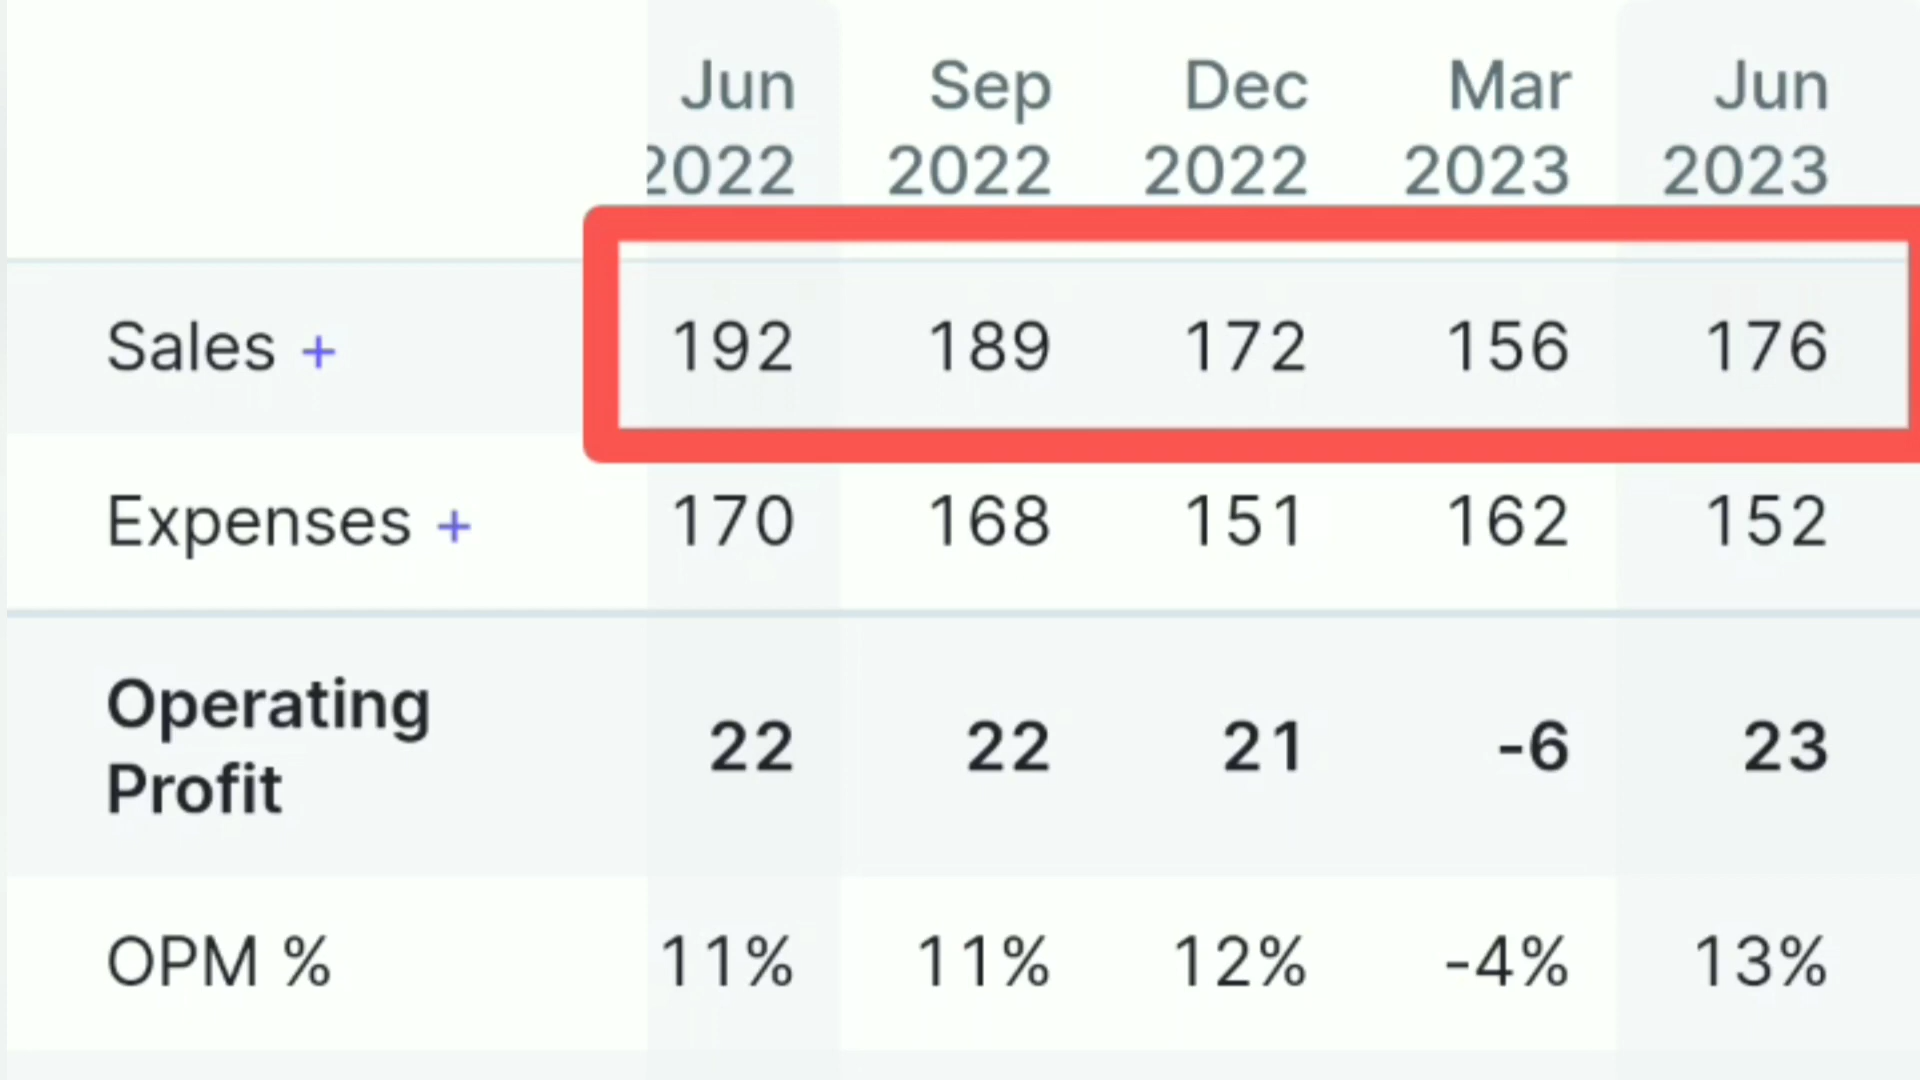 Jun Sep Dec Mar Jun
2022 2022 2022 2023 2023
Sales + 192 189 172 156 176
Expenses + 170 168 151 162 152
Operating
Profit 22 22 21 -6 23
OPM % 11% 11% 12% -4% 13%